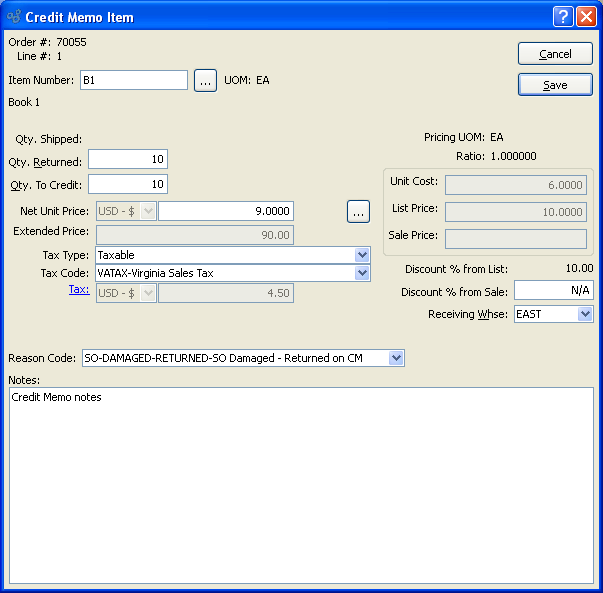 Credit Memo Item
Order #: 70055
Line #: 1
Cancel
Item Number: B1 ... UOM: EA
Save
Book 1
Qty. Shipped:
Pricing UOM: EA
Qty. Returned: 10
Ratio: 1.000000
Qty. To Credit: 10
Unit Cost: 6.0000
Net Unit Price: USD - $ 9.0000 ...
List Price: 10.0000
Extended Price: 90.00
Sale Price:
Tax Type: Taxable
Discount % from List: 10.00
Tax Code: VATAX-Virginia Sales Tax
Tax: USD - $ 4.50
Discount % from Sale: N/A
Receiving Whse: EAST
Reason Code: SO-DAMAGED-RETURNED-SO Damaged - Returned on CM
Notes:
Credit Memo notes